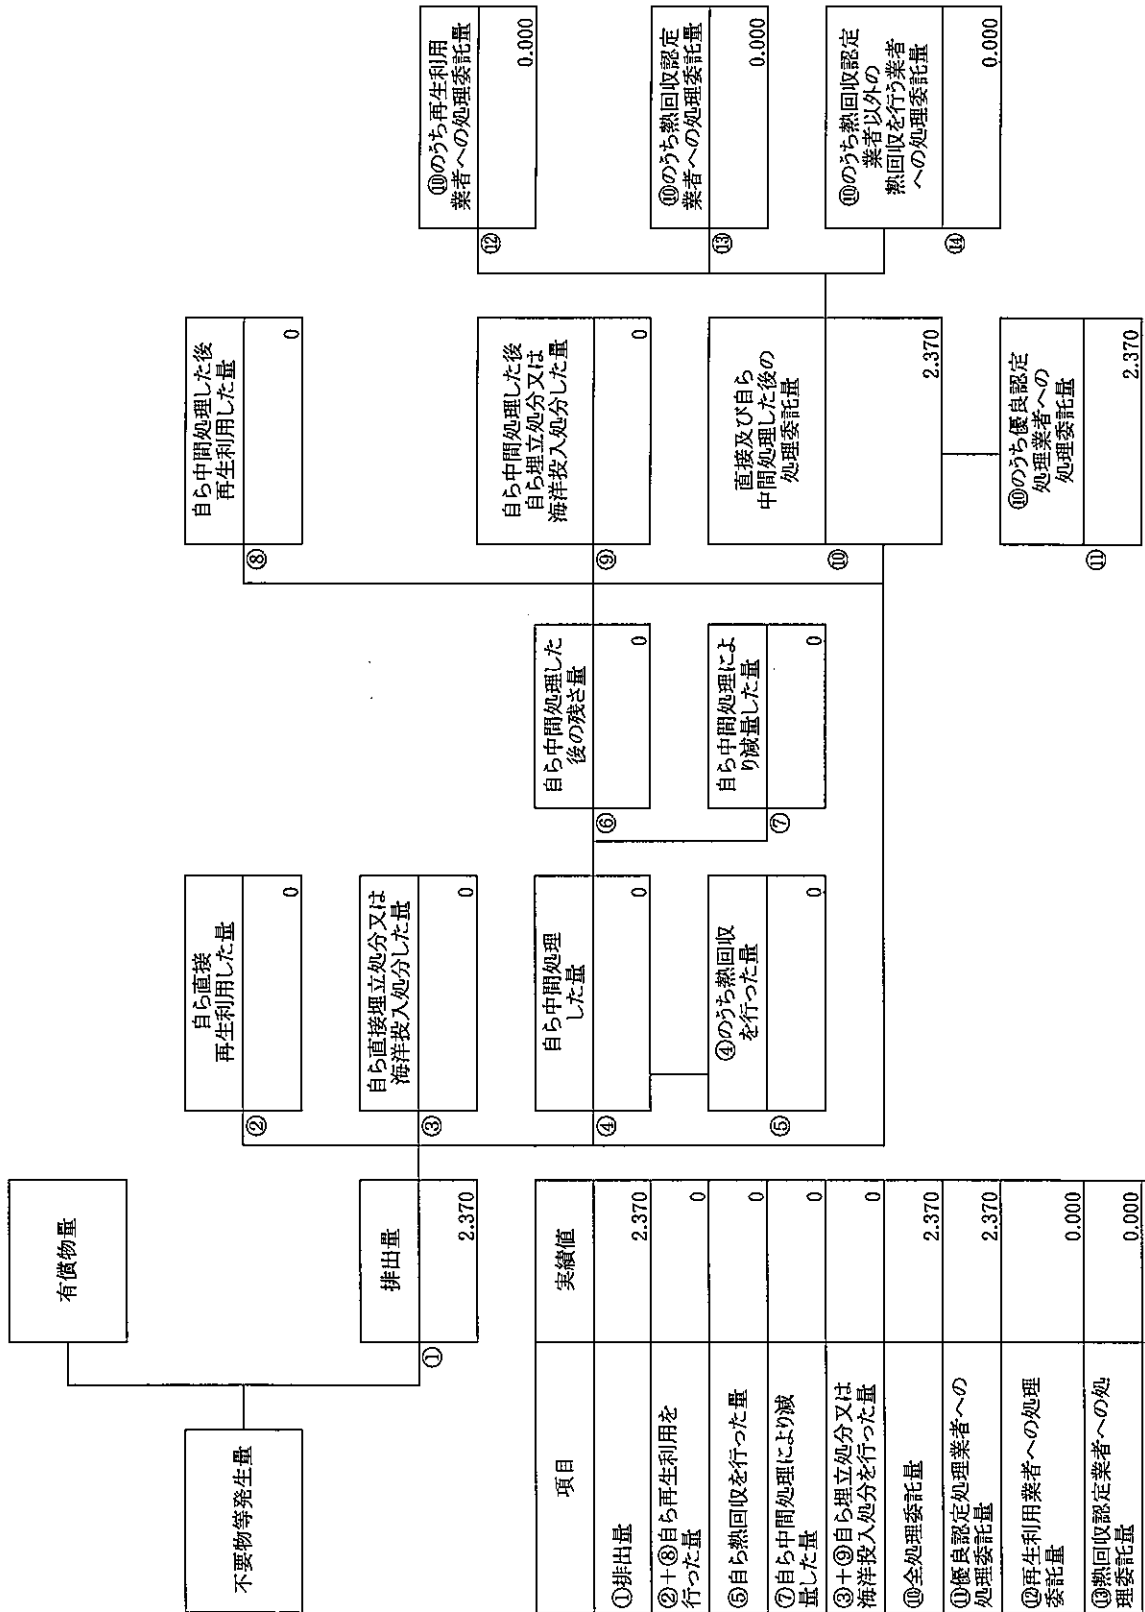 不要物等発生量
有償物量
①
排出量
2.370
②
自ら直接
再生利用した量
0
③
自ら直接埋立処分又は
海洋投入処分した量
0
④
自ら中間処理
した量
0
⑤
④のうち熱回収
を行った量
0
⑥
自ら中間処理した
後の残さ量
0
⑦
自ら中間処理によ
り減量した量
0
⑧
自ら中間処理した後
再生利用した量
0
⑨
自ら中間処理した後
自ら埋立処分又は
海洋投入処分した量
0
⑩
直接及び自ら
中間処理した後の
処理委託量
2.370
⑪
⑩のうち優良認定
処理業者への
処理委託量
2.370
⑫
⑩のうち再生利用
業者への処理委託量
0.000
⑬
⑩のうち熱回収認定
業者への処理委託量
0.000
⑭
⑩のうち熱回収認定
業者以外の
熱回収を行う業者
への処理委託量
0.000
項目 実績値
①排出量 2.370
②+⑧自ら再生利用を
行った量 0
⑤自ら熱回収を行った量 0
⑦自ら中間処理により減
量した量 0
③+⑨自ら埋立処分又は
海洋投入処分を行った量 0
⑩全処理委託量 2.370
⑪優良認定処理業者への
処理委託量 2.370
⑫再生利用業者への処理
委託量 0.000
⑬熱回収認定業者への処
理委託量 0.000